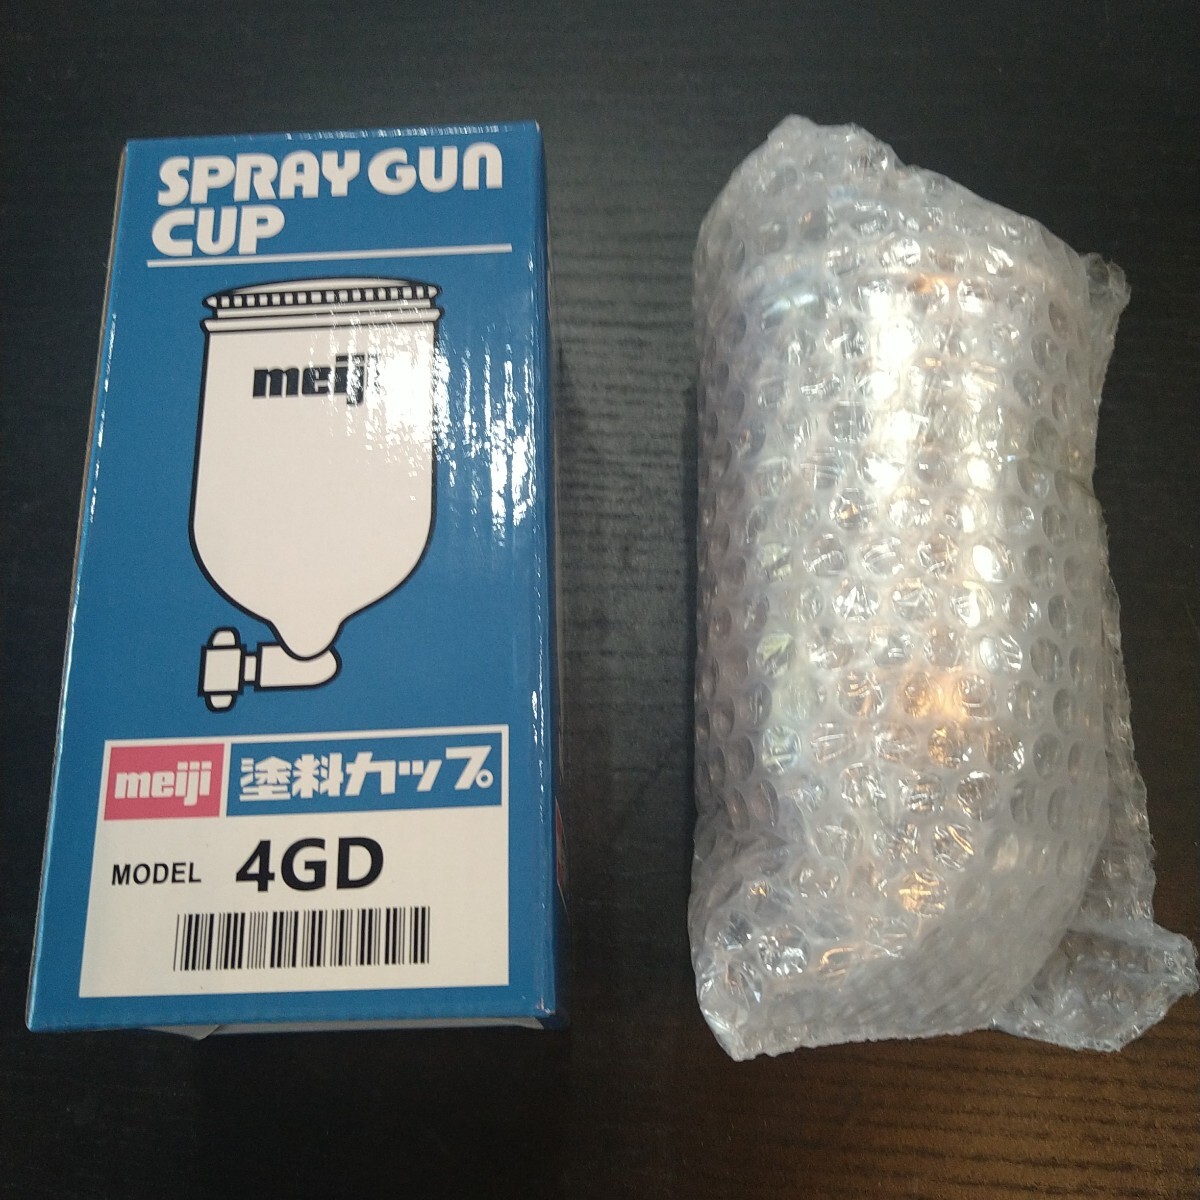 SPRAY GUN
CUP
meiji
meiji 塗料カップ
MODEL 4GD